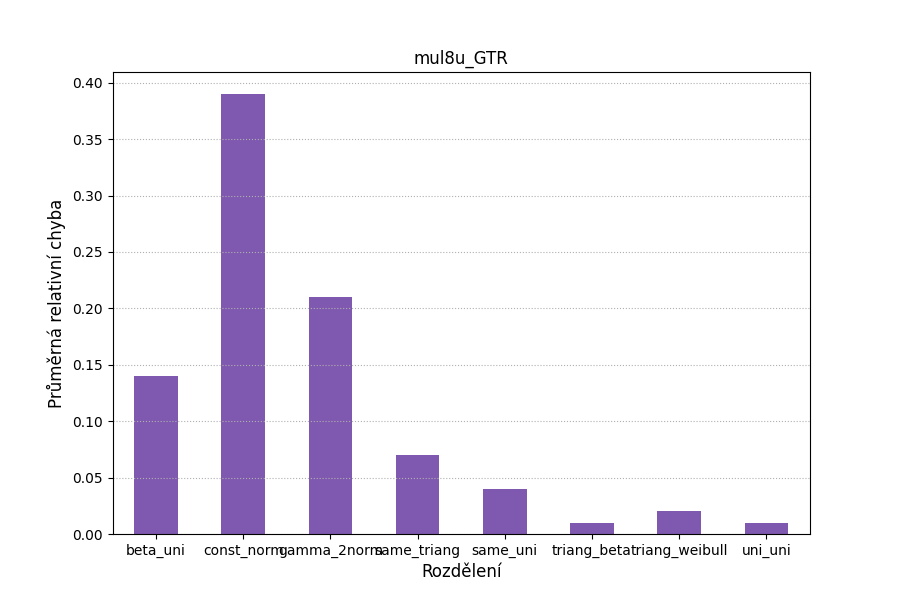 mul8u_GTR
Průměrná relativní chyba
0.40
0.35
0.30
0.25
0.20
0.15
0.10
0.05
0.00
beta_uni const_norm gamma_2norm same_triang same_uni triang_beta triang_weibull uni_uni
Rozdělení